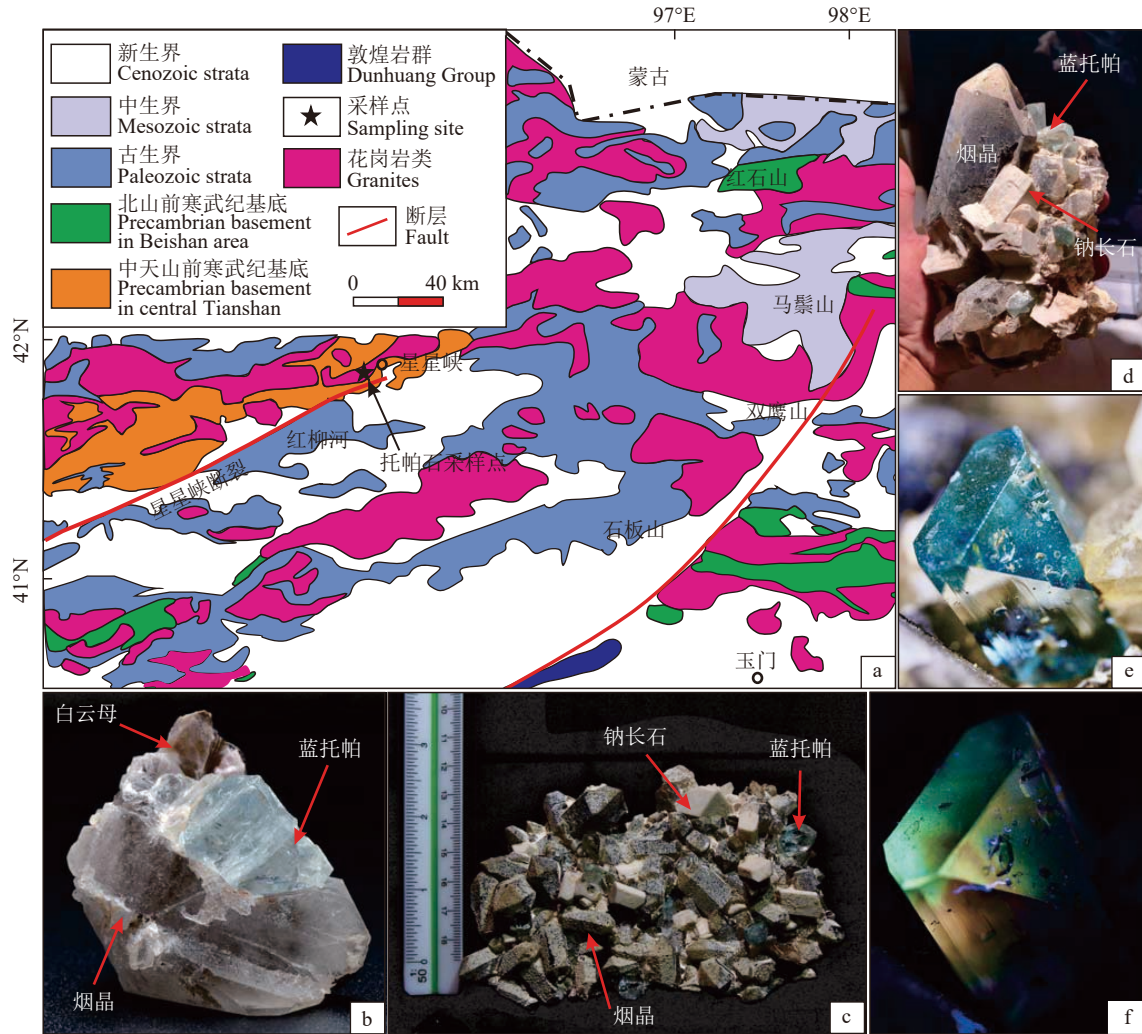 97°E
98°E
新生界
Cenozoic strata
中生界
Mesozoic strata
古生界
Paleozoic strata
北山前寒武纪基底
Precambrian basement
in Beishan area
中天山前寒武纪基底
Precambrian basement
in central Tianshan
敦煌岩群
Dunhuang Group
采样点
Sampling site
花岗岩类
Granites
断层
Fault
0
40 km
蒙古
红石山
马鬃山
42°N
星星峡
双鹰山
红柳河
托帕石采样点
星星峡断裂
石板山
41°N
玉门
a
蓝托帕
烟晶
钠长石
d
e
白云母
蓝托帕
烟晶
b
钠长石
蓝托帕
烟晶
c
f